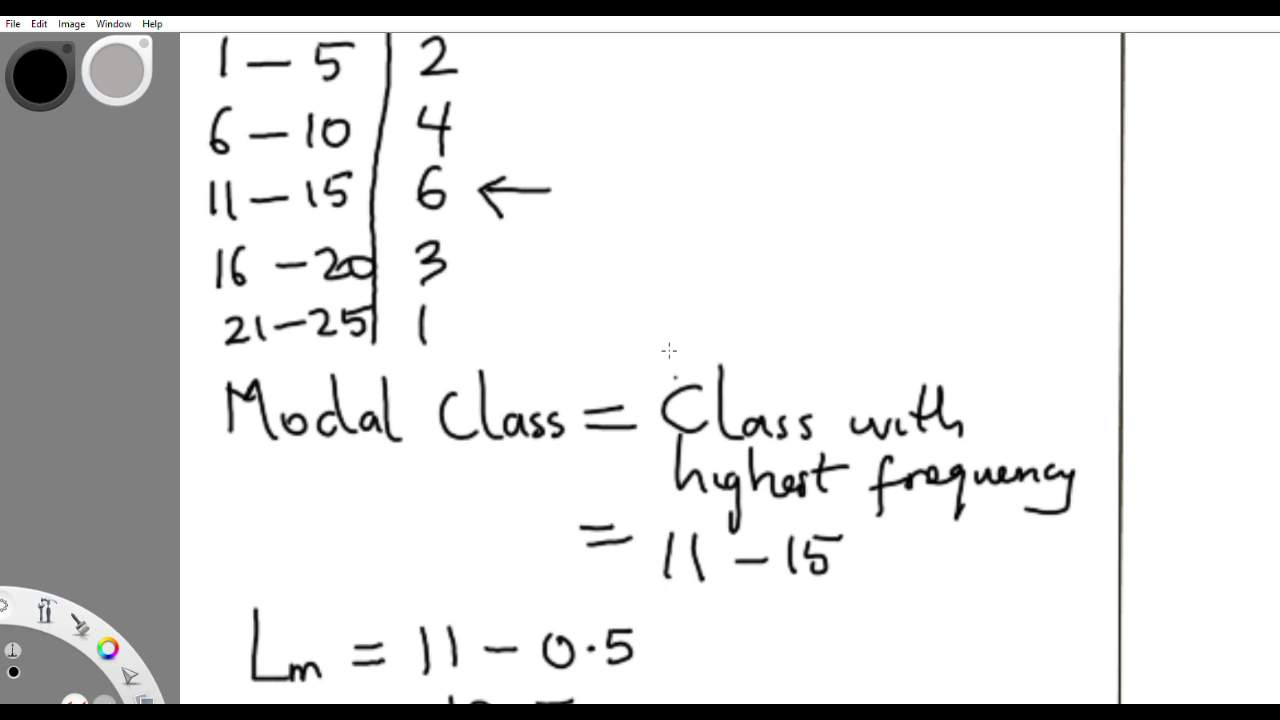 File Edit Image Window Help
1 – 5 | 2
6 – 10 | 4
11 – 15 | 6 ←
16 – 20 | 3
21 – 25 | 1
Modal Class = Class with
highest frequency
= 11 – 15
Lm = 11 – 0.5